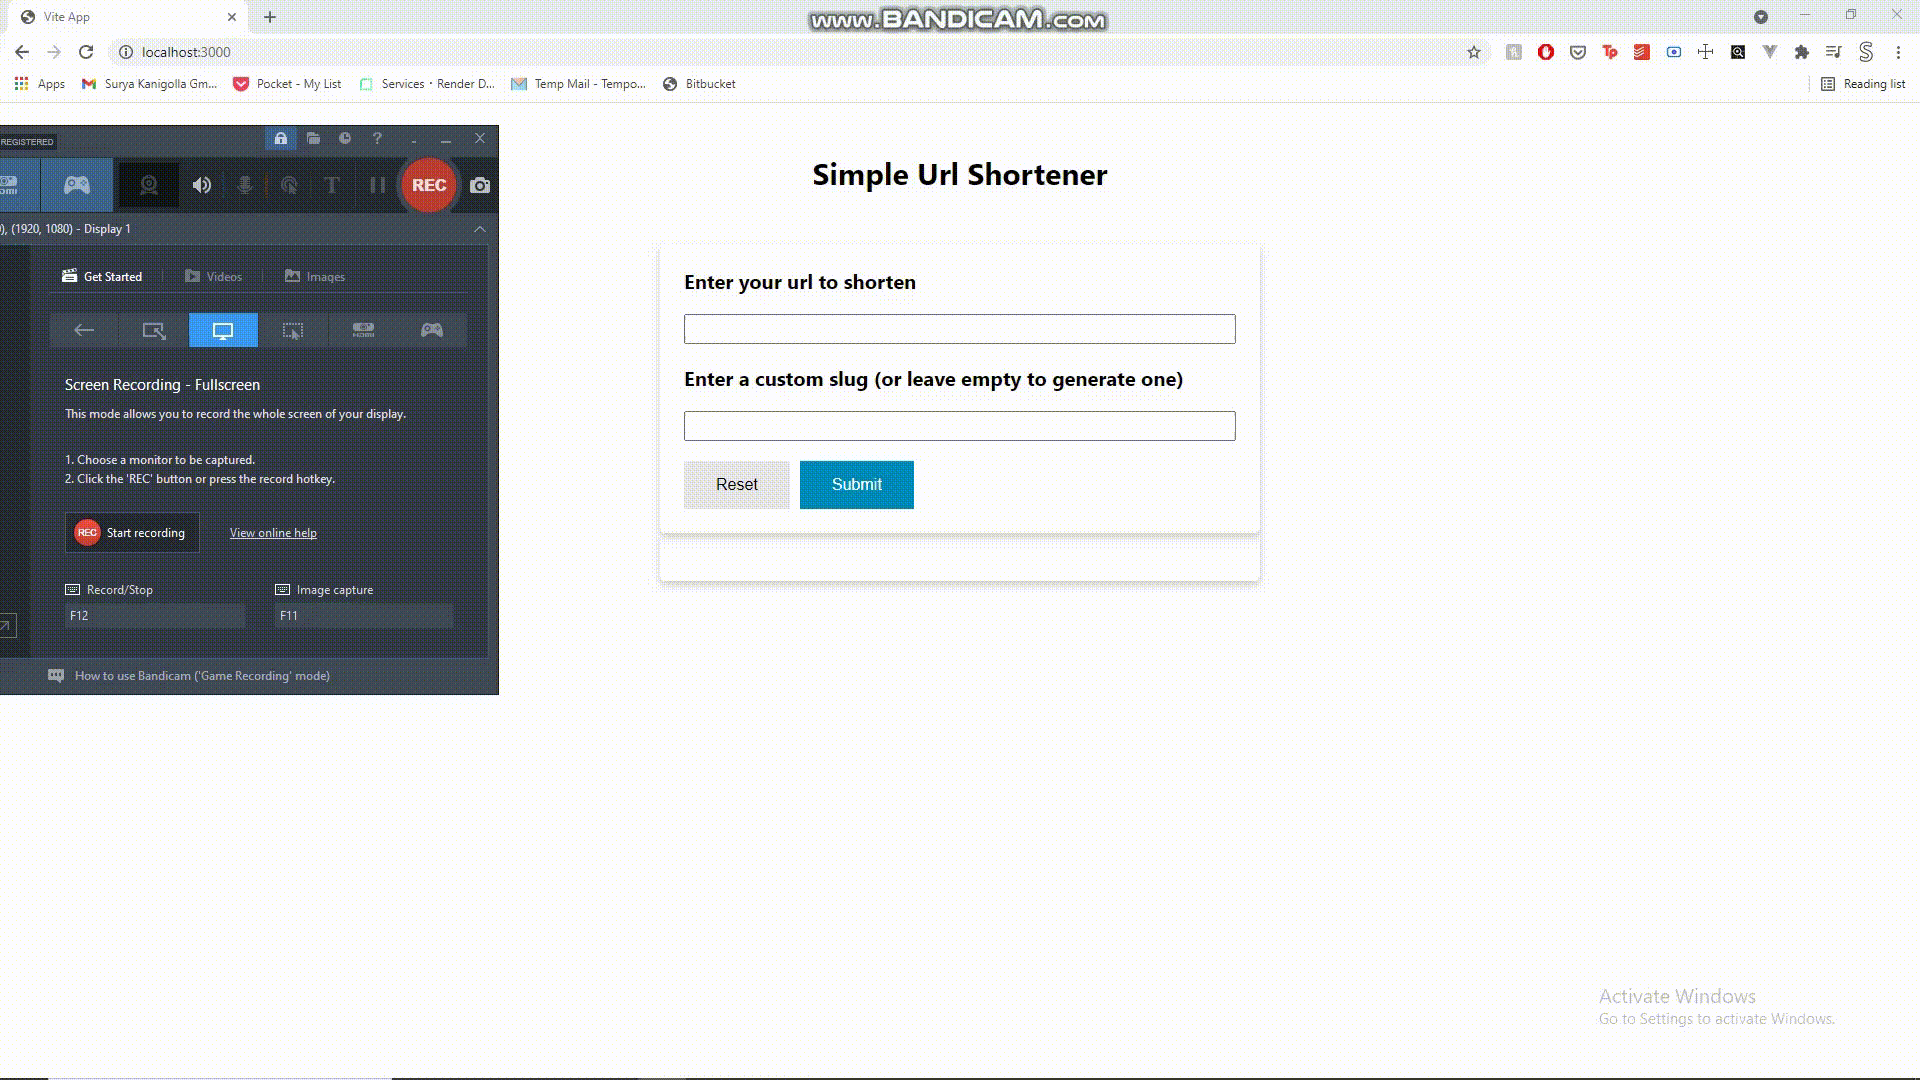 Vite App
www.BANDICAM.com
localhost:3000
Apps
Surya Kanigolla Gm...
Pocket - My List
Services · Render D...
Temp Mail - Tempo...
Bitbucket
Reading list
REGISTERED
REC
), (1920, 1080) - Display 1
Get Started
Videos
Images
HDMI
Screen Recording - Fullscreen
This mode allows you to record the whole screen of your display.
1. Choose a monitor to be captured.
2. Click the 'REC' button or press the record hotkey.
REC
Start recording
View online help
Record/Stop
Image capture
F12
F11
How to use Bandicam ('Game Recording' mode)
Simple Url Shortener
Enter your url to shorten
Enter a custom slug (or leave empty to generate one)
Reset
Submit
Activate Windows
Go to Settings to activate Windows.